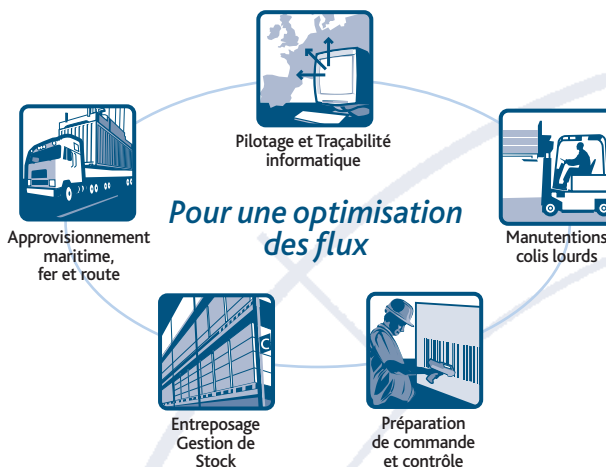 Pilotage et Traçabilité
informatique
Approvisionnement
maritime,
fer et route
Pour une optimisation
des flux
Manutentions
colis lourds
Entreposage
Gestion de
Stock
Préparation
de commande
et contrôle